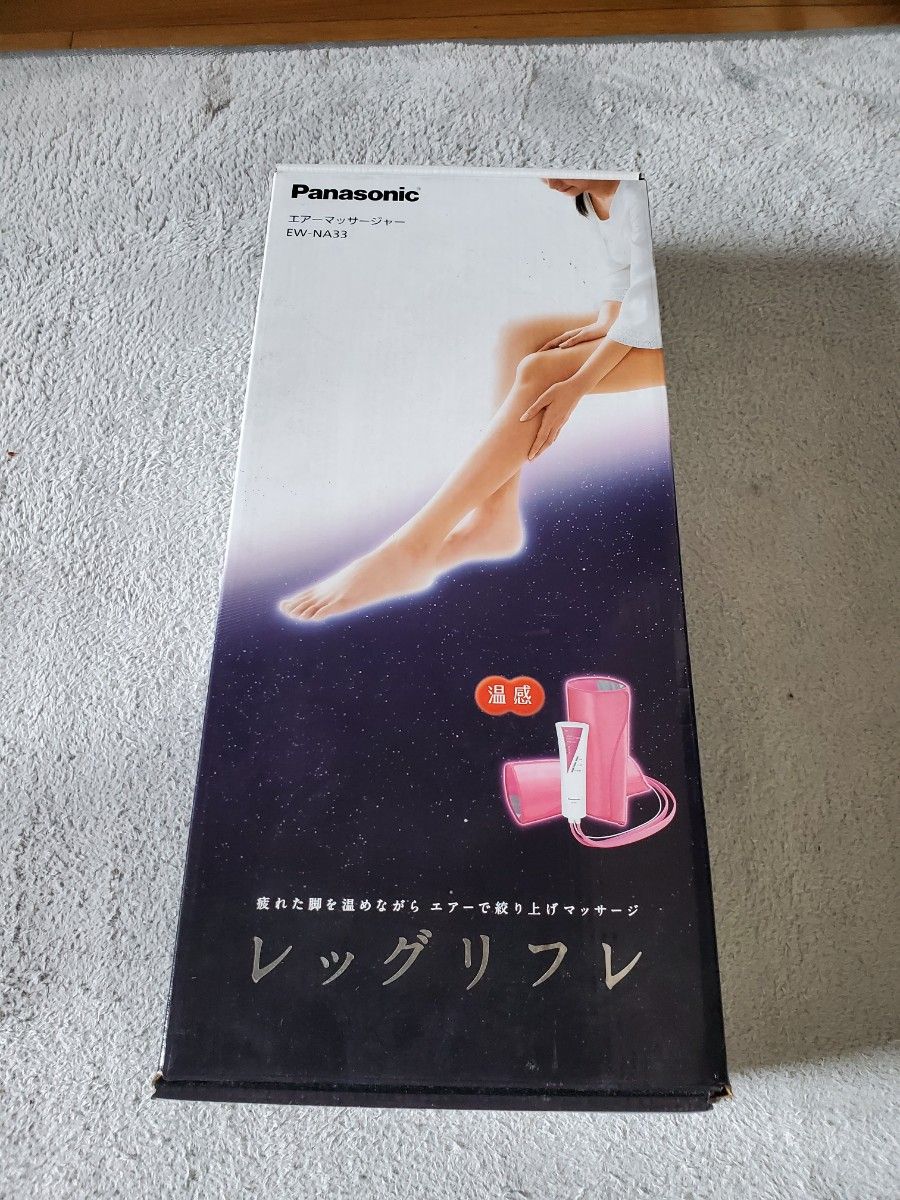 Panasonic
エアーマッサージャー
EW-NA33
温感
疲れた脚を温めながら エアーで絞り上げマッサージ
レッグリフレ